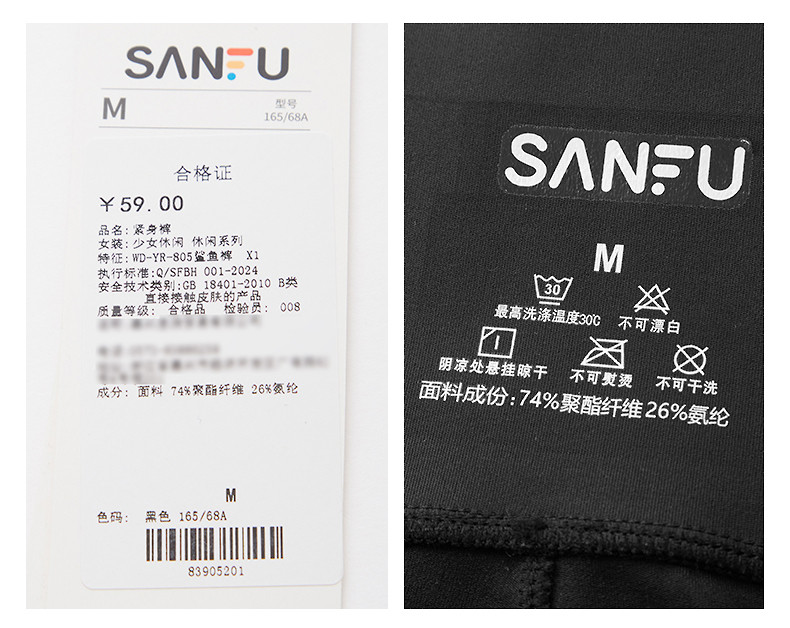 SANFU
M
型号
165/68A
合格证
￥59.00
品名: 紧身裤
女装: 少女休闲 休闲系列
特征: WD-YR-805鲨鱼裤 X1
执行标准: Q/SFBH 001-2024
安全技术类别: GB 18401-2010 B类
直接接触皮肤的产品
质量等级: 合格品 检验员: 008
成分: 面料 74%聚酯纤维 26%氨纶
M
色码: 黑色 165/68A
83905201
SANFU
M
30
最高洗涤温度30℃ 不可漂白
阴凉处悬挂晾干 不可熨烫 不可干洗
面料成份: 74%聚酯纤维 26%氨纶